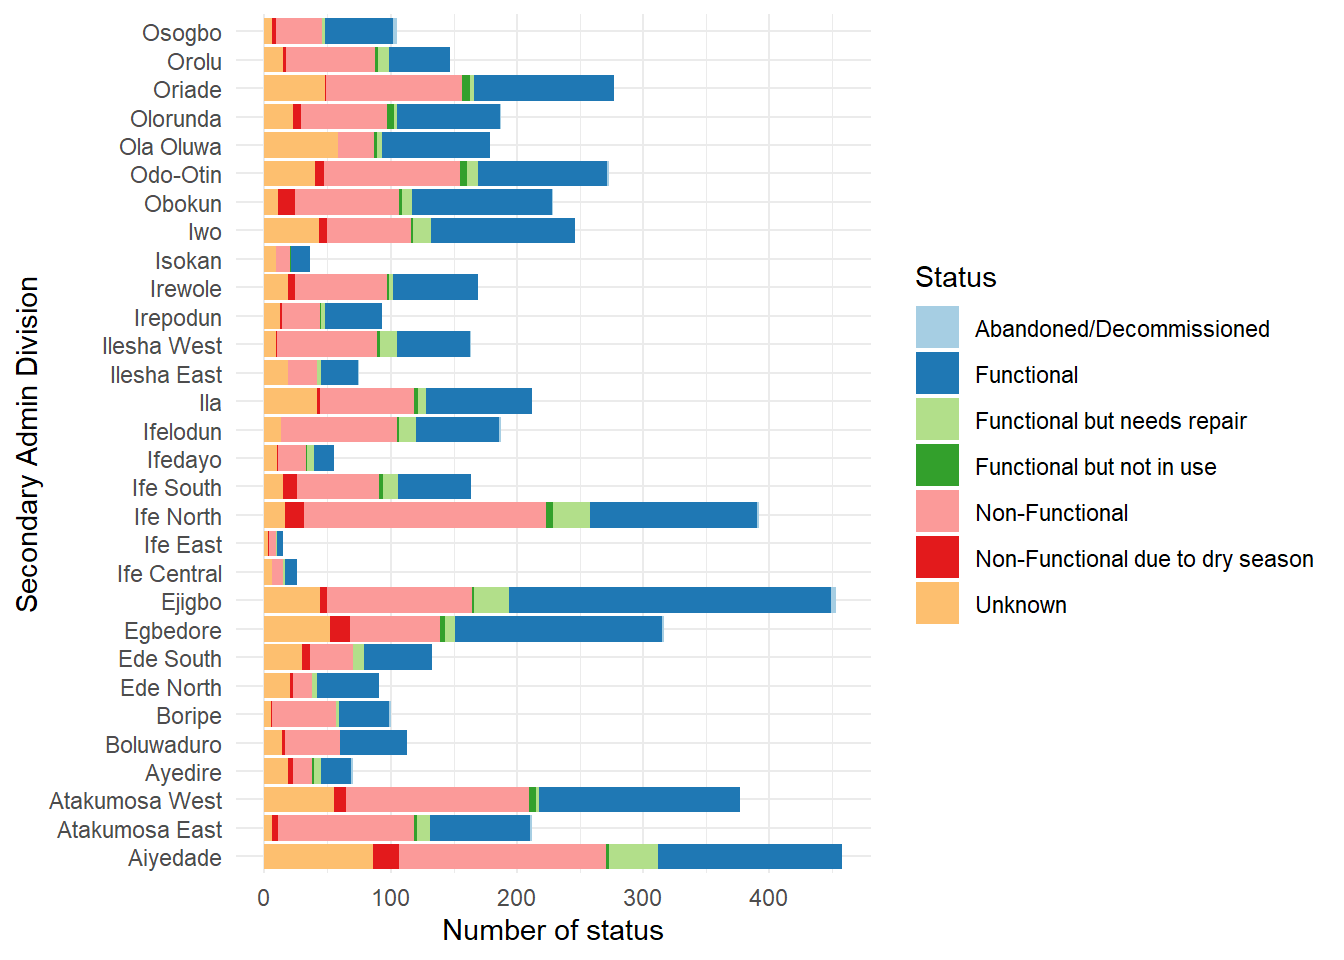 Secondary Admin Division
Osogbo
Orolu
Oriade
Olorunda
Ola Oluwa
Odo-Otin
Obokun
Iwo
Isokan
Irewole
Irepodun
Ilesha West
Ilesha East
Ila
Ifelodun
Ifedayo
Ife South
Ife North
Ife East
Ife Central
Ejigbo
Egbedore
Ede South
Ede North
Boripe
Boluwaduro
Ayedire
Atakumosa West
Atakumosa East
Aiyedade
0 100 200 300 400
Number of status
Status
Abandoned/Decommissioned
Functional
Functional but needs repair
Functional but not in use
Non-Functional
Non-Functional due to dry season
Unknown